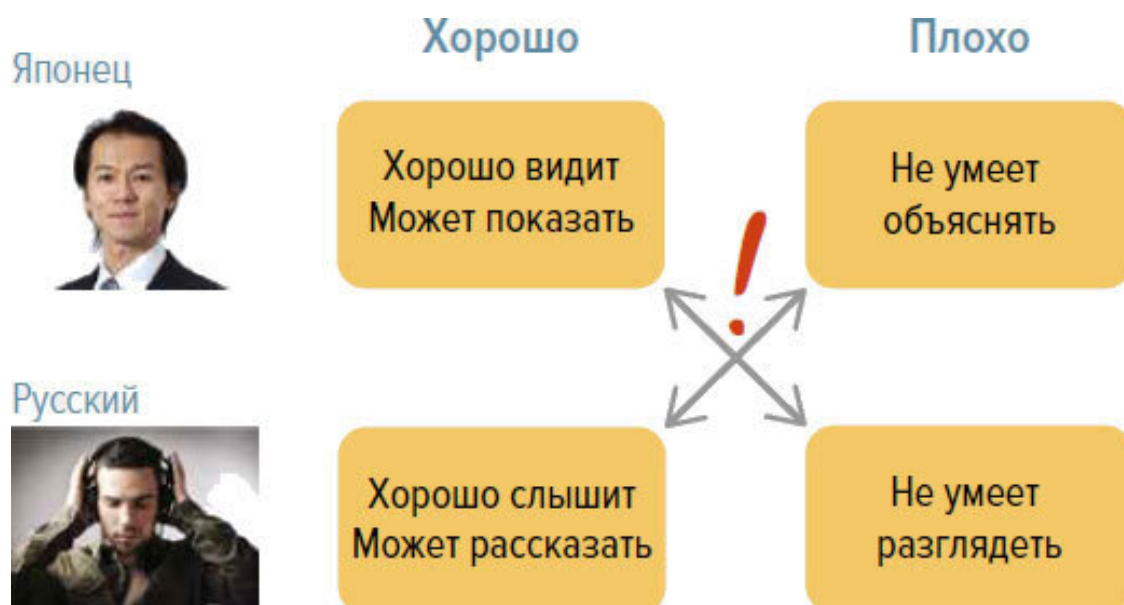 Хорошо
Плохо
Японец
Хорошо видит
Может показать
!
Не умеет
объяснять
Русский
Хорошо слышит
Может рассказать
Не умеет
разглядеть